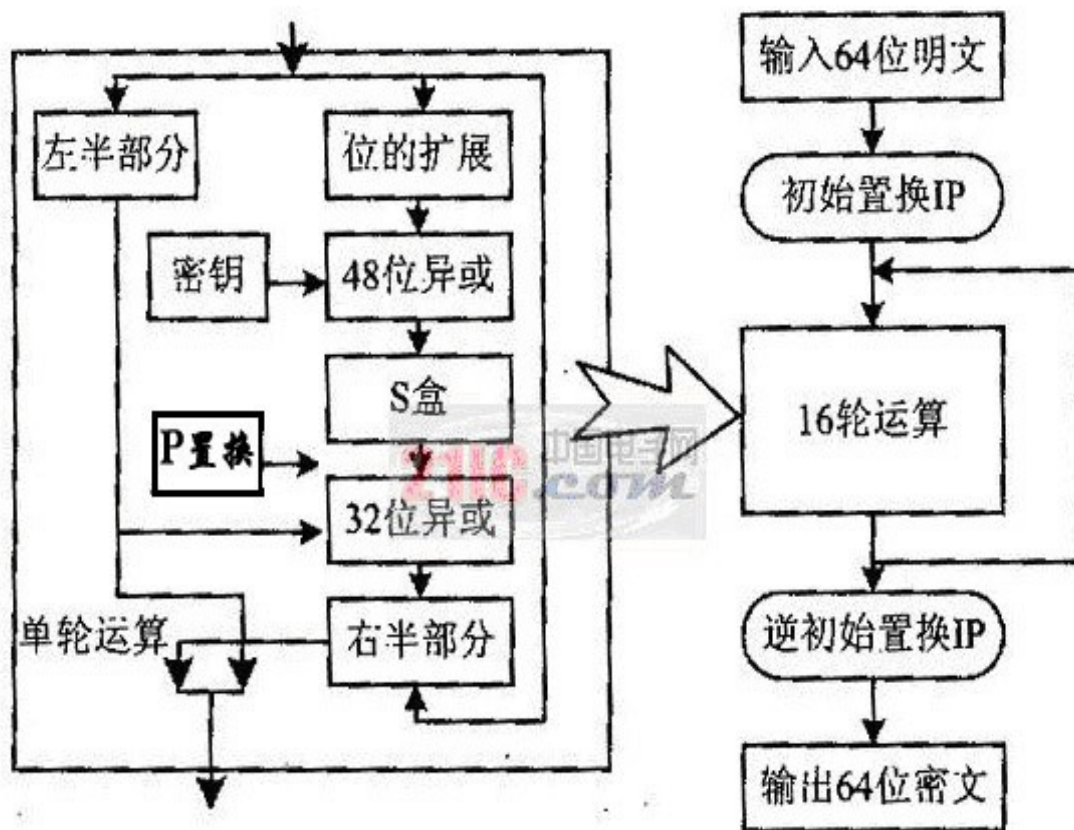 左半部分
位的扩展
密钥
48位异或
S盒
P置换
32位异或
单轮运算
右半部分
输入64位明文
初始置换IP
16轮运算
逆初始置换IP
输出64位密文
中国电子网
21IC.com